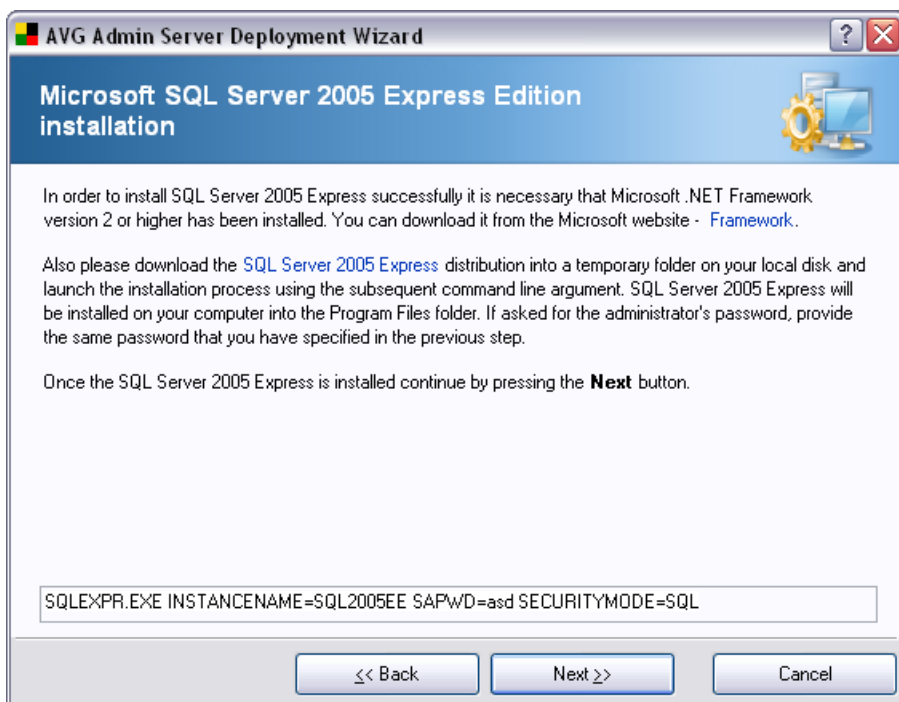 AVG Admin Server Deployment Wizard
?
Microsoft SQL Server 2005 Express Edition
installation
In order to install SQL Server 2005 Express successfully it is necessary that Microsoft .NET Framework
version 2 or higher has been installed. You can download it from the Microsoft website - Framework.
Also please download the SQL Server 2005 Express distribution into a temporary folder on your local disk and
launch the installation process using the subsequent command line argument. SQL Server 2005 Express will
be installed on your computer into the Program Files folder. If asked for the administrator's password, provide
the same password that you have specified in the previous step.
Once the SQL Server 2005 Express is installed continue by pressing the Next button.
SQLEXPR.EXE INSTANCENAME=SQL2005EE SAPWD=asd SECURITYMODE=SQL
<< Back
Next >>
Cancel